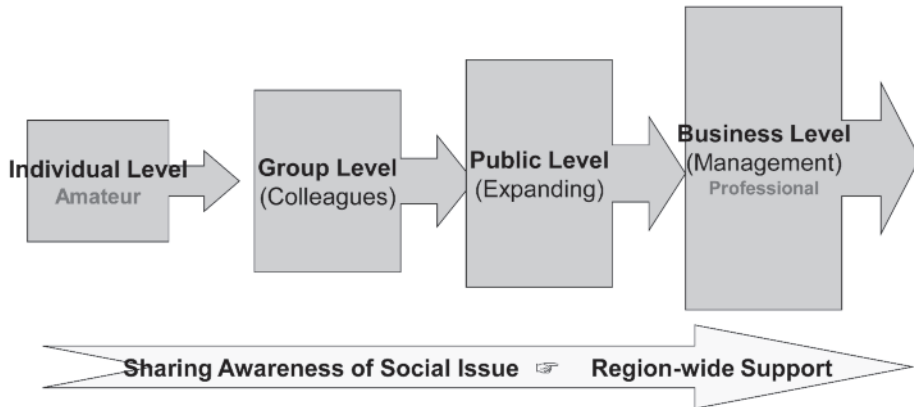 Individual Level
Amateur
Group Level
(Colleagues)
Public Level
(Expanding)
Business Level
(Management)
Professional
Sharing Awareness of Social Issue ☞ Region-wide Support